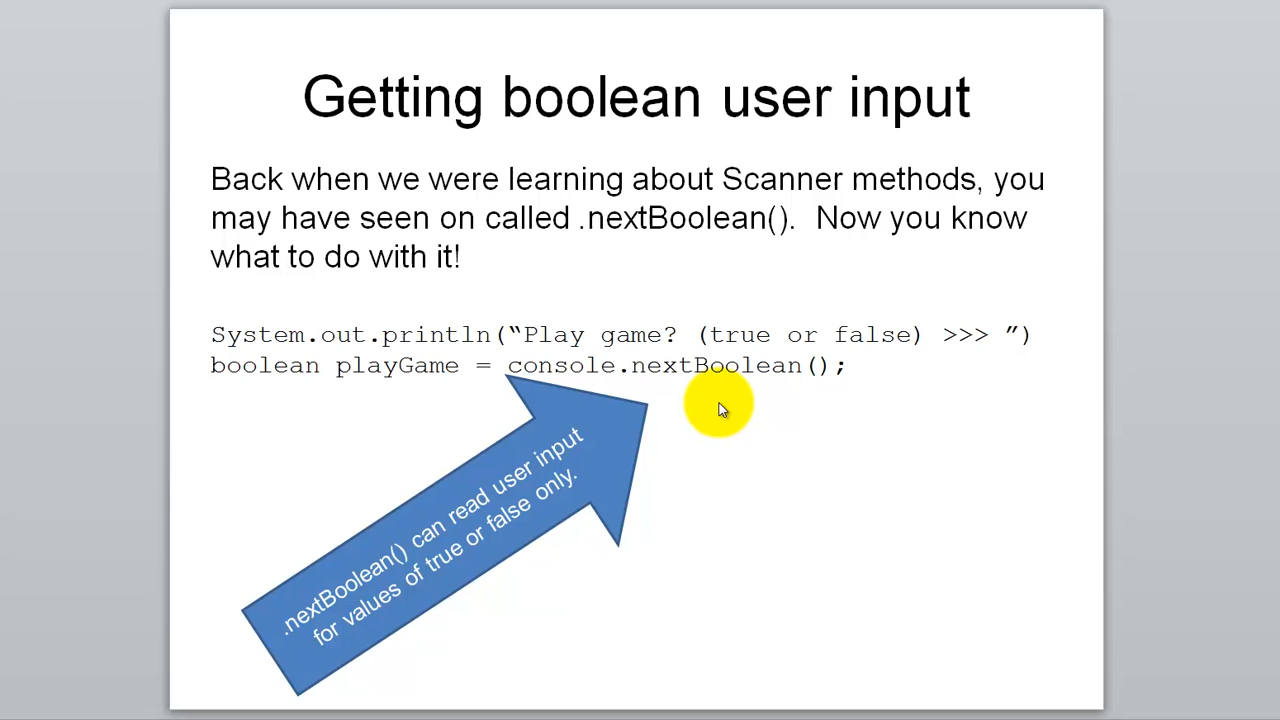 Getting boolean user input
Back when we were learning about Scanner methods, you
may have seen on called .nextBoolean().  Now you know
what to do with it!
System.out.println(“Play game? (true or false) >>> ”)
boolean playGame = console.nextBoolean();
.nextBoolean() can read user input
for values of true or false only.